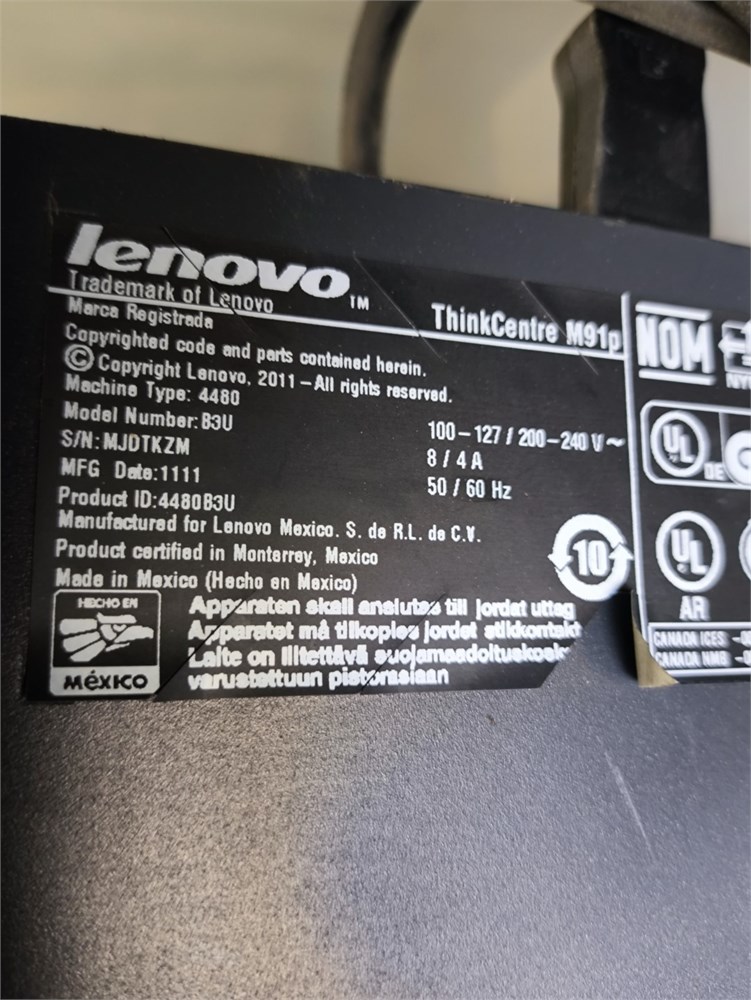 lenovo TM
Trademark of Lenovo
Marca Registrada
ThinkCentre M91p
Copyrighted code and parts contained herein.
© Copyright Lenovo, 2011 – All rights reserved.
Machine Type: 4480
Model Number: B3U
S/N: MJDTKZM
MFG Date: 1111
Product ID: 4480B3U
100 – 127 / 200-240 V ~
8 / 4 A
50 / 60 Hz
Manufactured for Lenovo Mexico. S. de R.L. de C.V.
Product certified in Monterrey, Mexico
Made in Mexico (Hecho en Mexico)
10
HECHO EN
MÉXICO
Apparaten skall anslutas till jordat uttag
Apparatet må tilkoples jordet stikkontakt
Laite on liitettävä
varustettuun pistorasiaan
NOM
NY
UL
DE
UL
AR
CANADA ICES
CANADA NMB